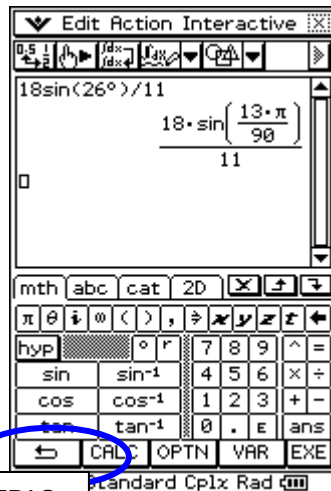 Edit Action Interactive
18sin(26°)/11
18·sin(13·π/90)
11
mth abc cat 2D
π θ i ∞ ( ) , ⇒ x y z t
hyp ° r 7 8 9 ^ =
sin sin⁻¹ 4 5 6 × ÷
cos cos⁻¹ 1 2 3 + -
tan tan⁻¹ 0 . E ans
CALC OPTN VAR EXE
Standard Cplx Rad